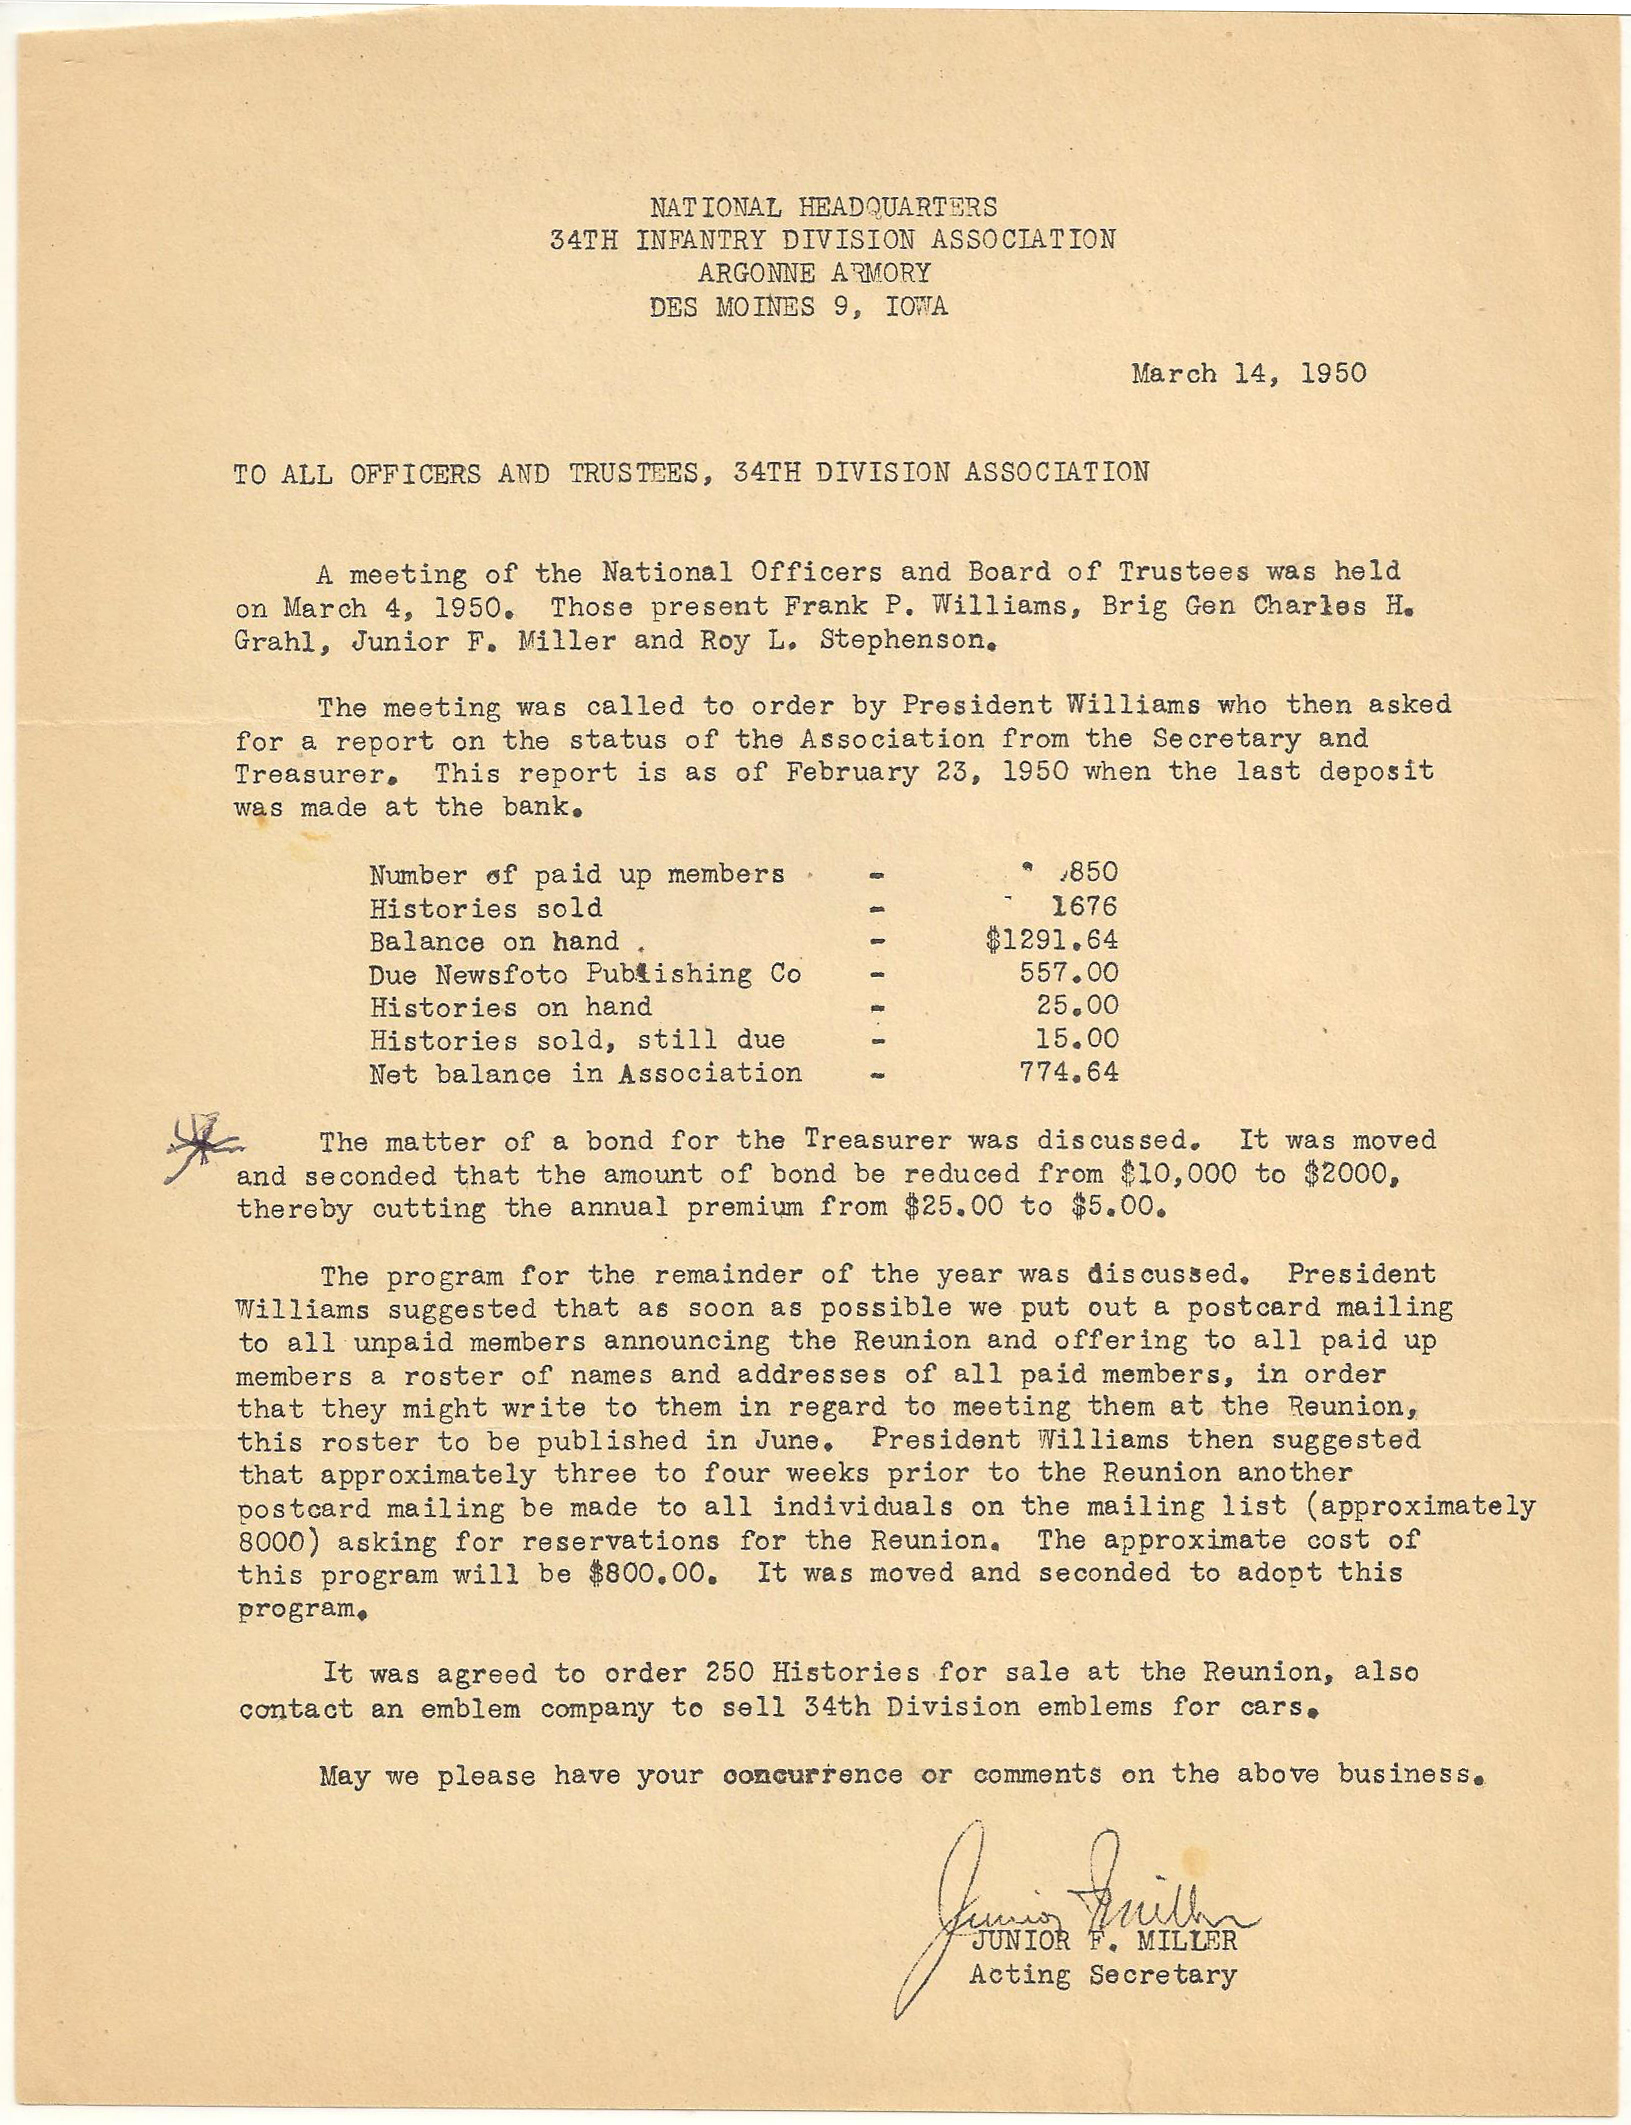 NATIONAL HEADQUARTERS
34TH INFANTRY DIVISION ASSOCIATION
ARGONNE ARMORY
DES MOINES 9, IOWA
March 14, 1950
TO ALL OFFICERS AND TRUSTEES, 34TH DIVISION ASSOCIATION
A meeting of the National Officers and Board of Trustees was held
on March 4, 1950. Those present Frank P. Williams, Brig Gen Charles H.
Grahl, Junior F. Miller and Roy L. Stephenson.
The meeting was called to order by President Williams who then asked
for a report on the status of the Association from the Secretary and
Treasurer. This report is as of February 23, 1950 when the last deposit
was made at the bank.
Number of paid up members - 850
Histories sold - 1676
Balance on hand - $1291.64
Due Newsfoto Publishing Co - 557.00
Histories on hand - 25.00
Histories sold, still due - 15.00
Net balance in Association - 774.64
The matter of a bond for the Treasurer was discussed. It was moved
and seconded that the amount of bond be reduced from $10,000 to $2000,
thereby cutting the annual premium from $25.00 to $5.00.
The program for the remainder of the year was discussed. President
Williams suggested that as soon as possible we put out a postcard mailing
to all unpaid members announcing the Reunion and offering to all paid up
members a roster of names and addresses of all paid members, in order
that they might write to them in regard to meeting them at the Reunion,
this roster to be published in June. President Williams then suggested
that approximately three to four weeks prior to the Reunion another
postcard mailing be made to all individuals on the mailing list (approximately
8000) asking for reservations for the Reunion. The approximate cost of
this program will be $800.00. It was moved and seconded to adopt this
program.
It was agreed to order 250 Histories for sale at the Reunion, also
contact an emblem company to sell 34th Division emblems for cars.
May we please have your concurrence or comments on the above business.
Junior F Miller
JUNIOR F. MILLER
Acting Secretary